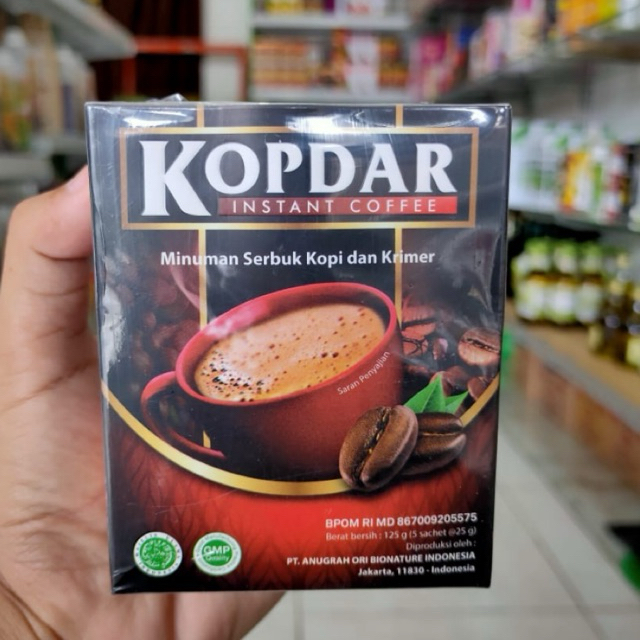 KOPDAR
INSTANT COFFEE
Minuman Serbuk Kopi dan Krimer
Saran Penyajian
BPOM RI MD 867009205575
Berat bersih : 125 g (5 sachet @25 g)
Diproduksi oleh :
PT. ANUGRAH ORI BIONATURE INDONESIA
Jakarta, 11830 - Indonesia
GMP